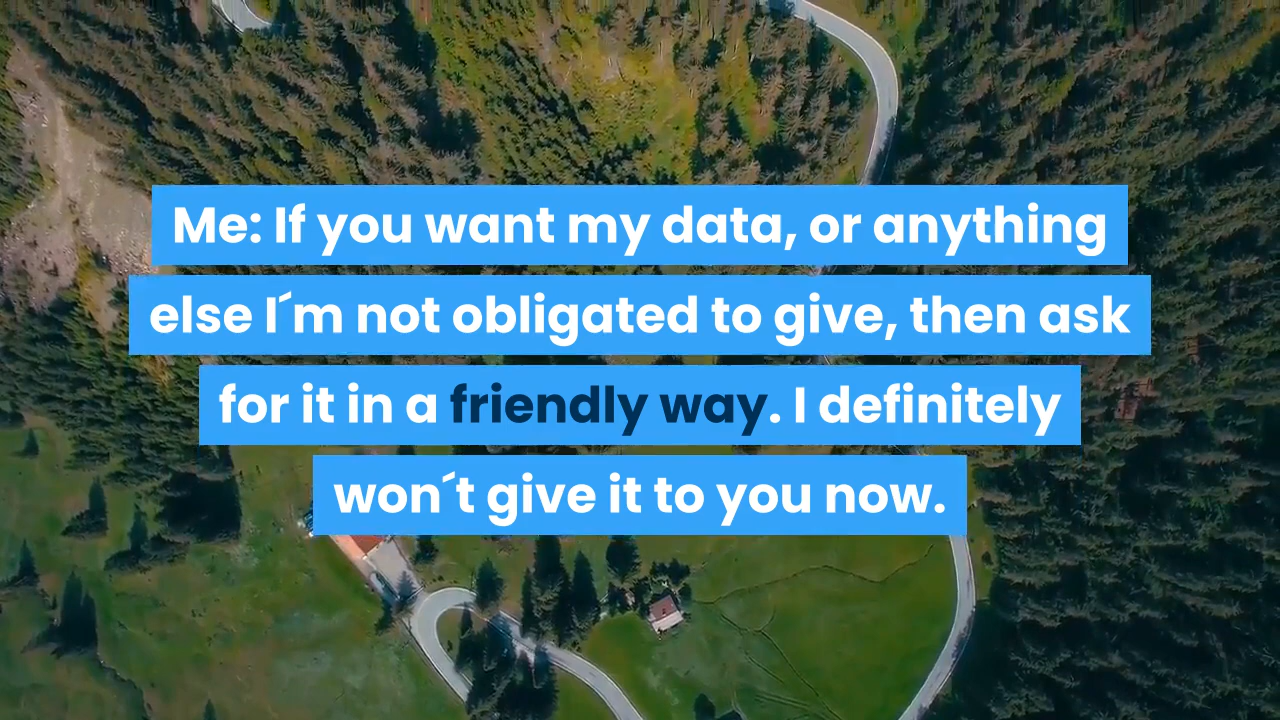 Me: If you want my data, or anything
else I´m not obligated to give, then ask
for it in a friendly way. I definitely
won´t give it to you now.